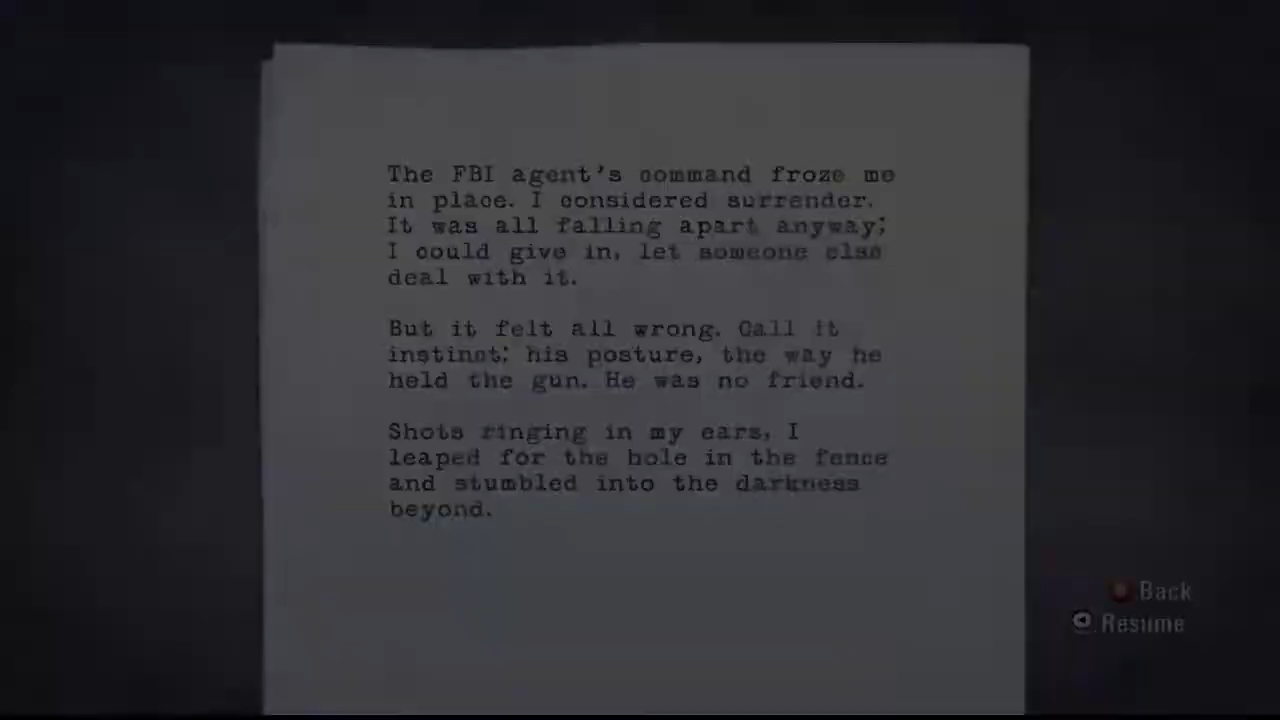 The FBI agent's command froze me
in place. I considered surrender.
It was all falling apart anyway;
I could give in, let someone else
deal with it.
But it felt all wrong. Call it
instinct; his posture, the way he
held the gun. He was no friend.
Shots ringing in my ears, I
leaped for the hole in the fence
and stumbled into the darkness
beyond.
Back
Resume